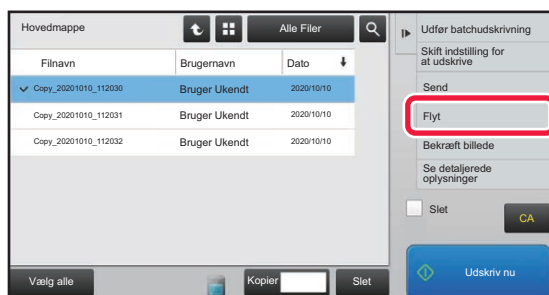 Hovedmappe
Alle Filer
Filnavn Brugernavn Dato
Copy_20201010_112030 Bruger Ukendt 2020/10/10
Copy_20201010_112031 Bruger Ukendt 2020/10/10
Copy_20201010_112032 Bruger Ukendt 2020/10/10
Vælg alle
Kopier
Slet
Udfør batchudskrivning
Skift indstilling for
at udskrive
Send
Flyt
Bekræft billede
Se detaljerede
oplysninger
Slet
CA
Udskriv nu